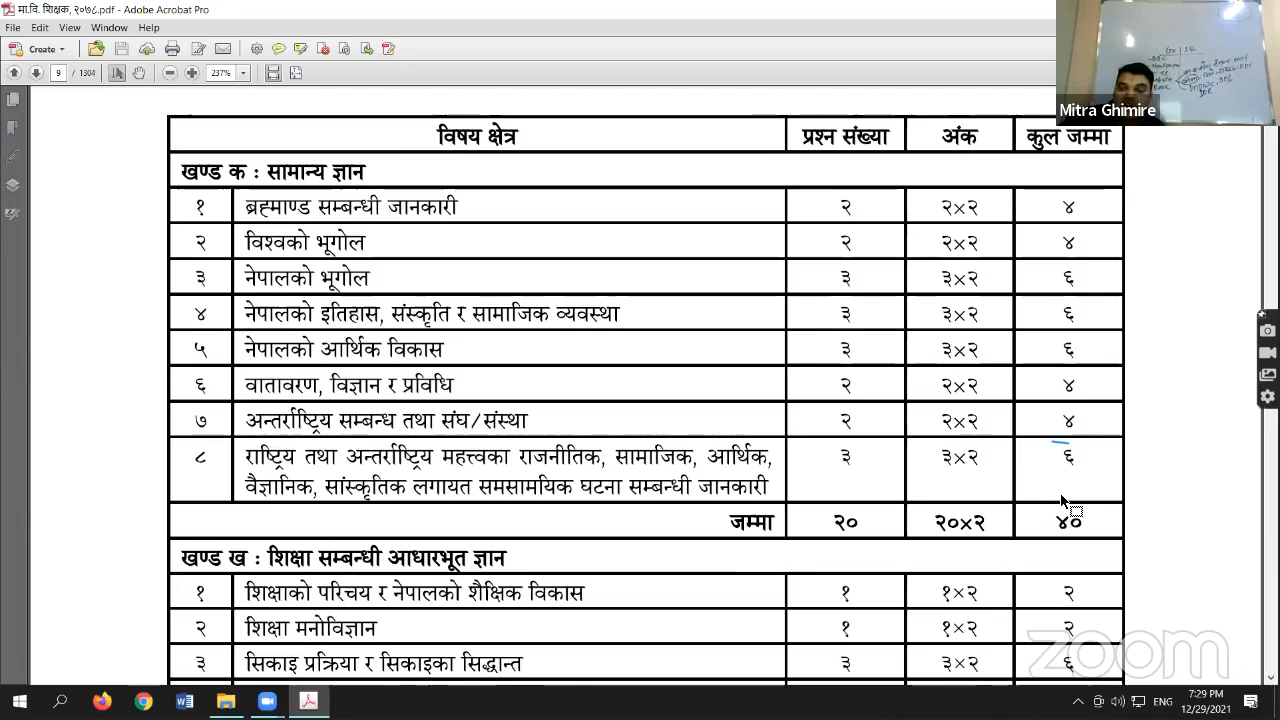 मा.वि. शिक्षक, २०७८.pdf - Adobe Acrobat Pro
File Edit View Window Help
Create
9 / 1304 237%
Mitra Ghimire
विषय क्षेत्र प्रश्न संख्या अंक कुल जम्मा
खण्ड क : सामान्य ज्ञान
१ ब्रह्माण्ड सम्बन्धी जानकारी २ २×२ ४
२ विश्वको भूगोल २ २×२ ४
३ नेपालको भूगोल ३ ३×२ ६
४ नेपालको इतिहास, संस्कृति र सामाजिक व्यवस्था ३ ३×२ ६
५ नेपालको आर्थिक विकास ३ ३×२ ६
६ वातावरण, विज्ञान र प्रविधि २ २×२ ४
७ अन्तर्राष्ट्रिय सम्बन्ध तथा संघ/संस्था २ २×२ ४
८ राष्ट्रिय तथा अन्तर्राष्ट्रिय महत्त्वका राजनीतिक, सामाजिक, आर्थिक, ३ ३×२ ६
वैज्ञानिक, सांस्कृतिक लगायत समसामयिक घटना सम्बन्धी जानकारी
जम्मा २० २०×२ ४०
खण्ड ख : शिक्षा सम्बन्धी आधारभूत ज्ञान
१ शिक्षाको परिचय र नेपालको शैक्षिक विकास १ १×२ २
२ शिक्षा मनोविज्ञान १ १×२ २
३ सिकाइ प्रक्रिया र सिकाइका सिद्धान्त ३ ३×२ ६
zoom
ENG 7:29 PM
12/29/2021